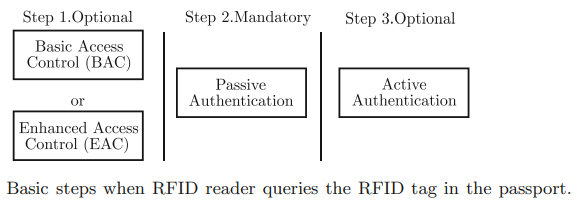 Step 1.Optional
Step 2.Mandatory
Step 3.Optional
Basic Access
Control (BAC)
or
Enhanced Access
Control (EAC)
Passive
Authentication
Active
Authentication
Basic steps when RFID reader queries the RFID tag in the passport.